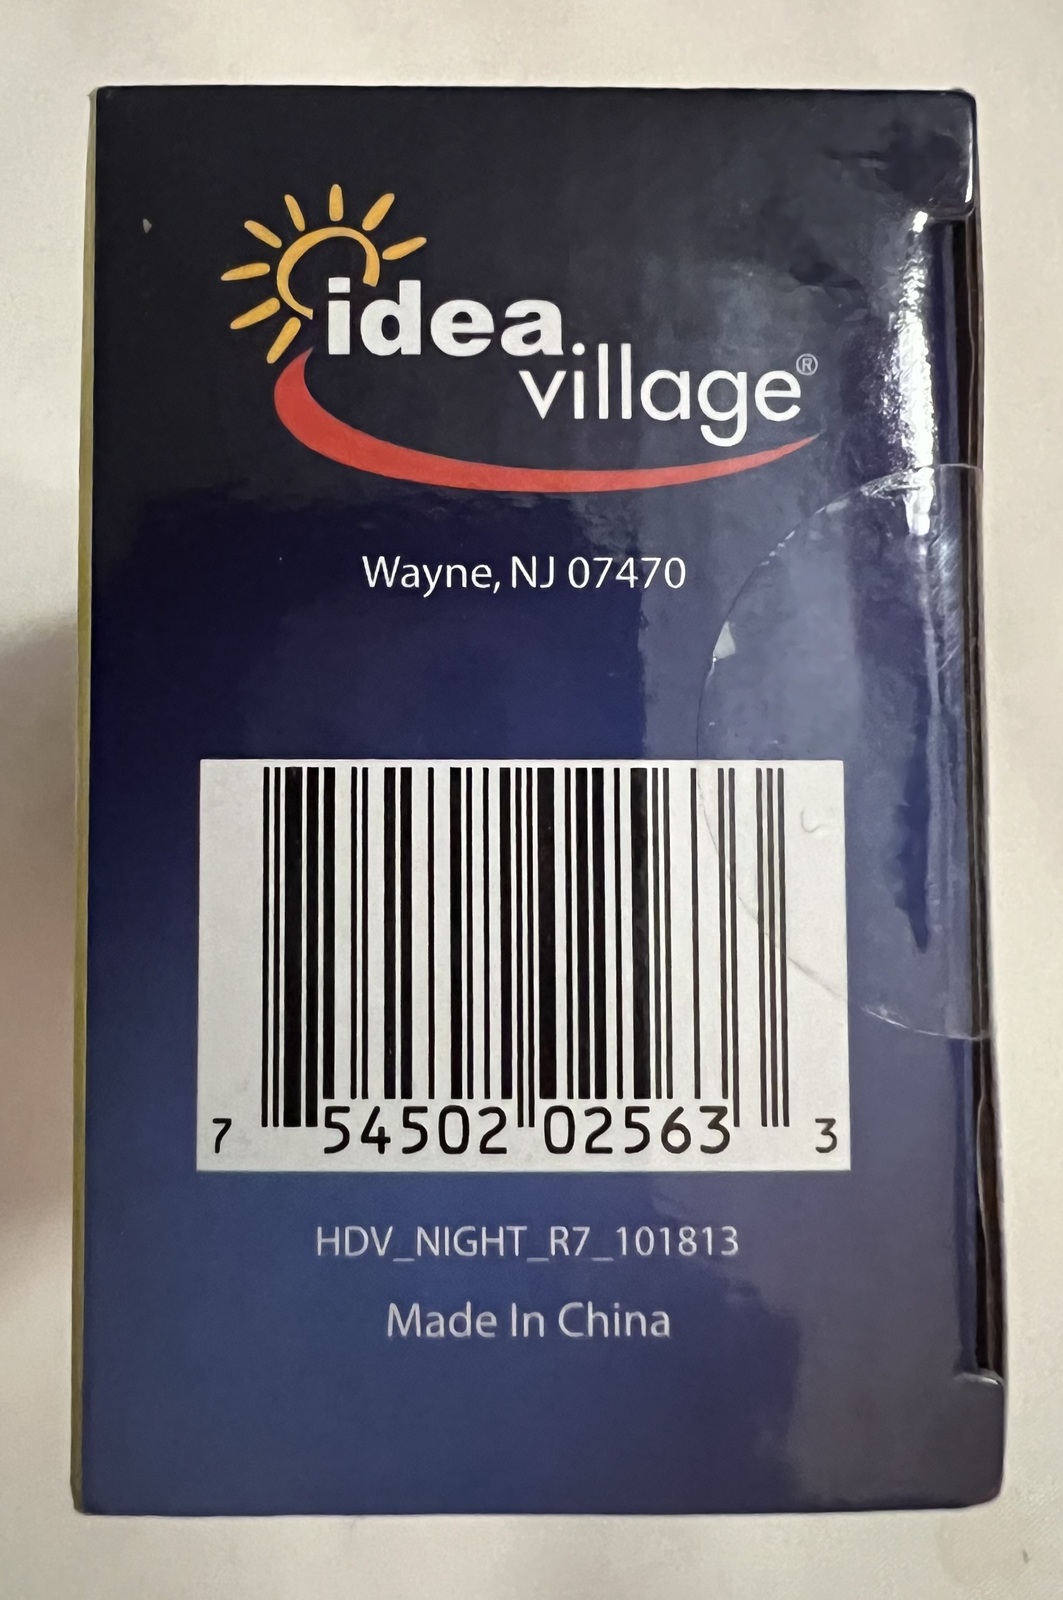 idea
village®
Wayne, NJ 07470
7 54502 02563 3
HDV_NIGHT_R7_101813
Made In China